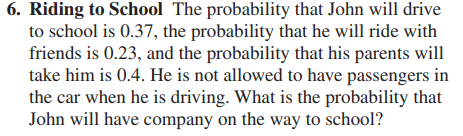 6. Riding to School The probability that John will drive
to school is 0.37, the probability that he will ride with
friends is 0.23, and the probability that his parents will
take him is 0.4. He is not allowed to have passengers in
the car when he is driving. What is the probability that
John will have company on the way to school?